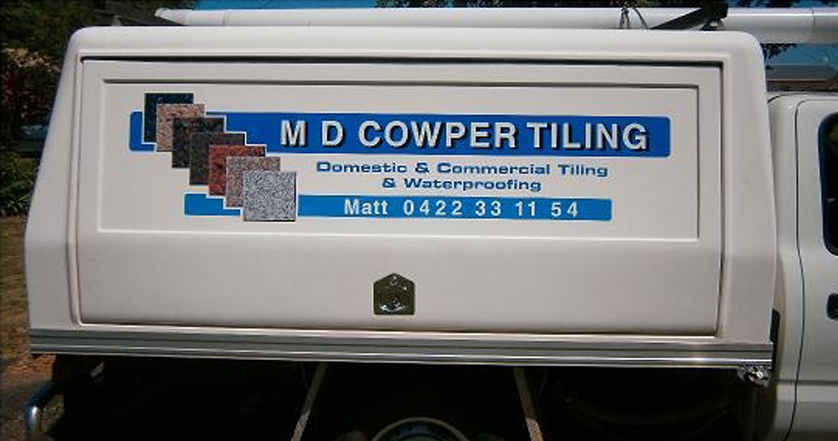 M D COWPER TILING
Domestic & Commercial Tiling
& Waterproofing
Matt 0422 33 11 54